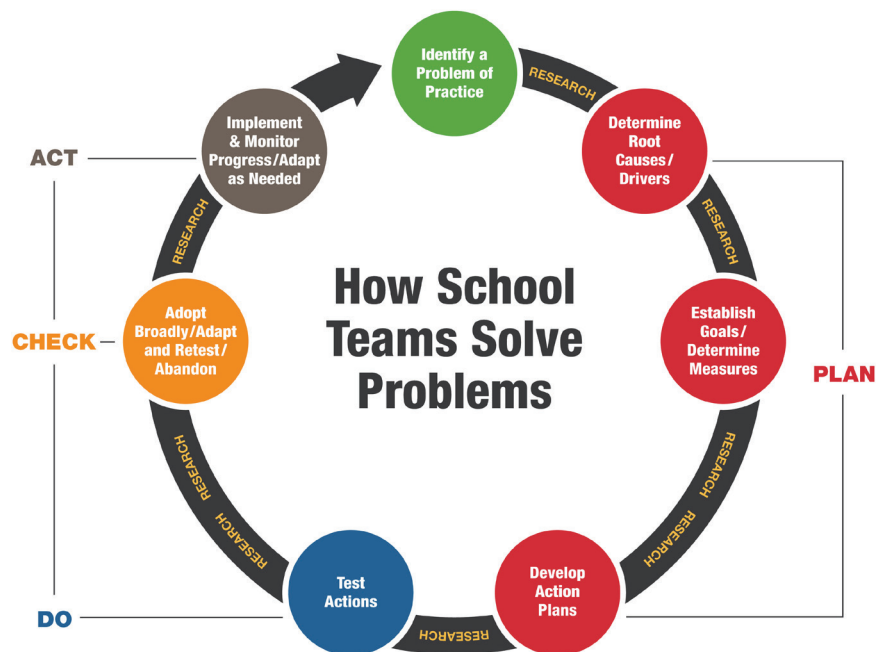 Identify a
Problem of
Practice
RESEARCH
Determine
Root
Causes/
Drivers
RESEARCH
Establish
Goals/
Determine
Measures
RESEARCH
RESEARCH
Develop
Action
Plans
RESEARCH
Test
Actions
RESEARCH
RESEARCH
RESEARCH
Adopt
Broadly/Adapt
and Retest/
Abandon
RESEARCH
Implement
& Monitor
Progress/Adapt
as Needed
How School
Teams Solve
Problems
PLAN
DO
CHECK
ACT